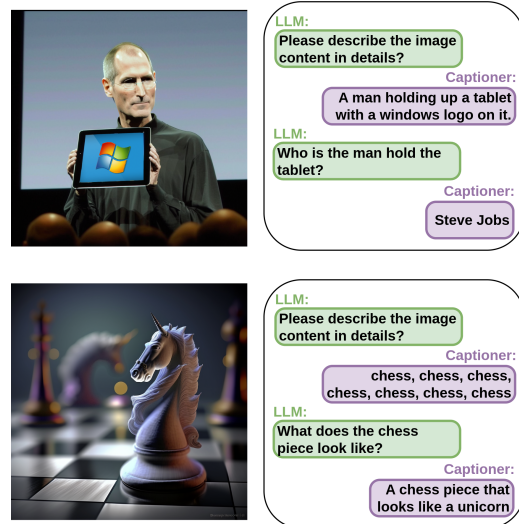 LLM:
Please describe the image
content in details?
Captioner:
A man holding up a tablet
with a windows logo on it.
LLM:
Who is the man hold the
tablet?
Captioner:
Steve Jobs
LLM:
Please describe the image
content in details?
Captioner:
chess, chess, chess,
chess, chess, chess, chess
LLM:
What does the chess
piece look like?
Captioner:
A chess piece that
looks like a unicorn